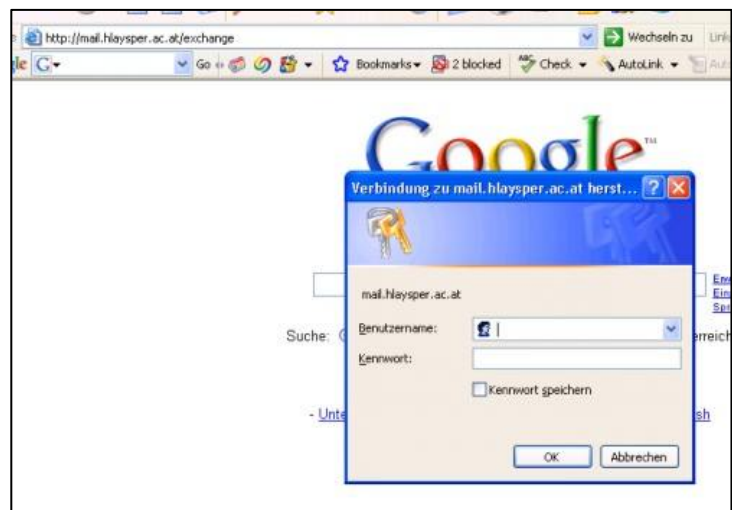 http://mail.hlaysper.ac.at/exchange Wechseln zu
Go Bookmarks 2 blocked Check AutoLink
Google™
Verbindung zu mail.hlaysper.ac.at herst...
mail.hlaysper.ac.at
Suche:
Benutzername:
Kennwort:
Kennwort speichern
OK Abbrechen